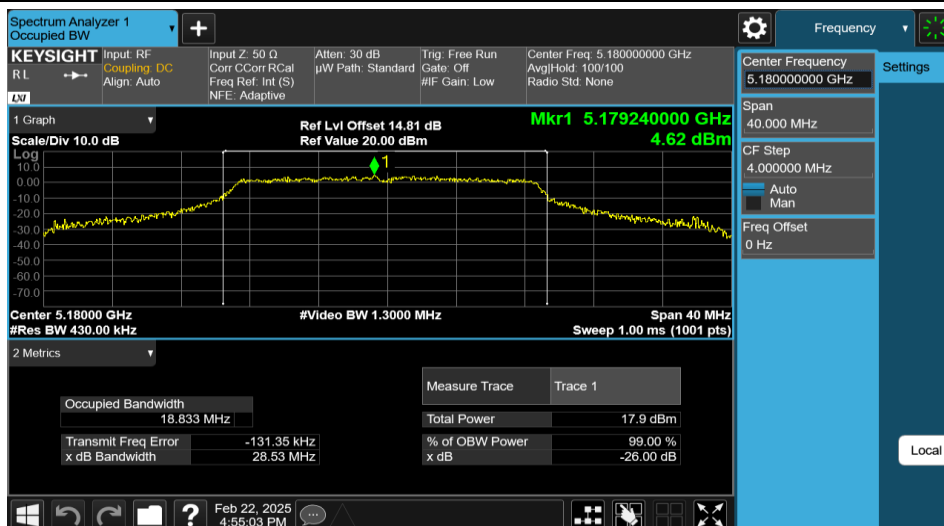 Spectrum Analyzer 1
Occupied BW
+
Frequency
KEYSIGHT
RL
LXI
Input: RF
Coupling: DC
Align: Auto
Input Z: 50 Ω
Corr CCorr RCal
Freq Ref: Int (S)
NFE: Adaptive
Atten: 30 dB
µW Path: Standard
Trig: Free Run
Gate: Off
#IF Gain: Low
Center Freq: 5.180000000 GHz
Avg|Hold: 100/100
Radio Std: None
Center Frequency
5.180000000 GHz
Settings
Span
40.000 MHz
CF Step
4.000000 MHz
Auto
Man
Freq Offset
0 Hz
Local
1 Graph
Scale/Div 10.0 dB
Ref Lvl Offset 14.81 dB
Ref Value 20.00 dBm
Mkr1 5.179240000 GHz
4.62 dBm
Log
10.0
0.00
-10.0
-20.0
-30.0
-40.0
-50.0
-60.0
-70.0
1
Center 5.18000 GHz
#Res BW 430.00 kHz
#Video BW 1.3000 MHz
Span 40 MHz
Sweep 1.00 ms (1001 pts)
2 Metrics
Measure Trace Trace 1
Occupied Bandwidth
18.833 MHz
Total Power 17.9 dBm
Transmit Freq Error -131.35 kHz
% of OBW Power 99.00 %
x dB Bandwidth 28.53 MHz
x dB -26.00 dB
?
Feb 22, 2025
4:55:03 PM